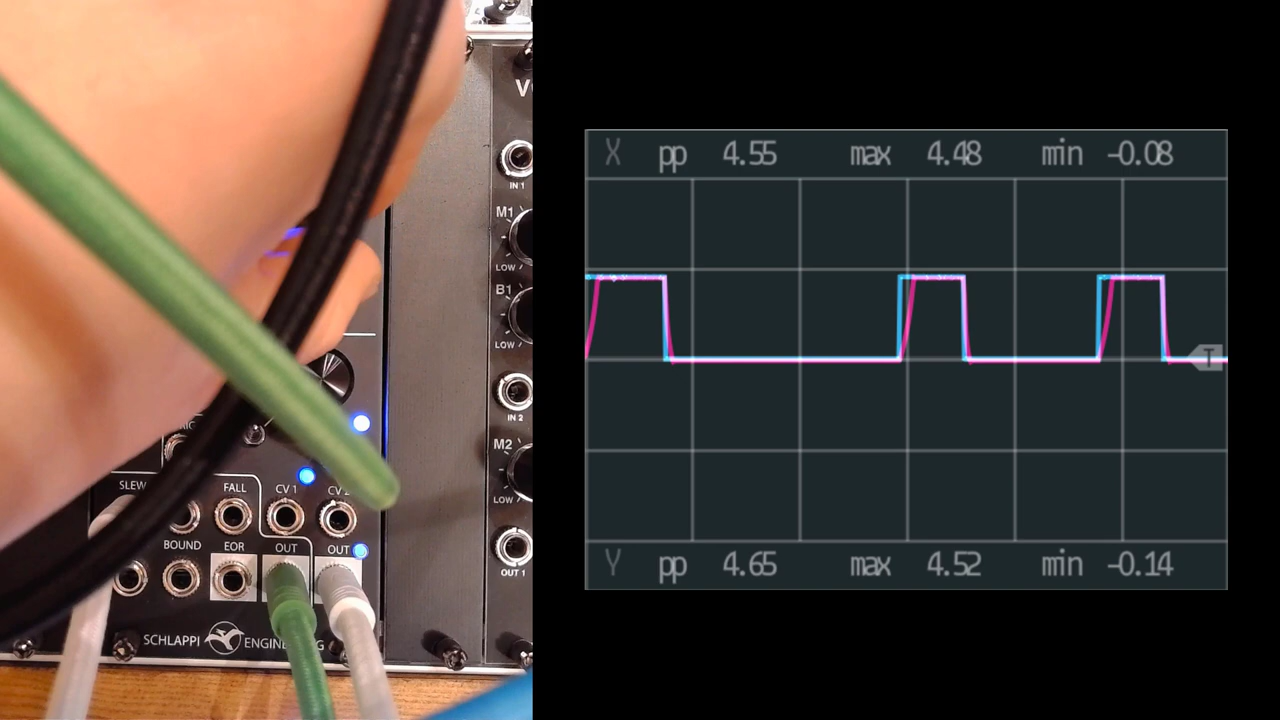 X pp 4.55 max 4.48 min -0.08
T
Y pp 4.65 max 4.52 min -0.14
IN 1
M1
LOW
B1
LOW
IN 2
M2
LOW
OUT 1
SLEW
FALL
CV 1
CV 2
BOUND
EOR
OUT
OUT
SCHLAPPI ENGINEERING